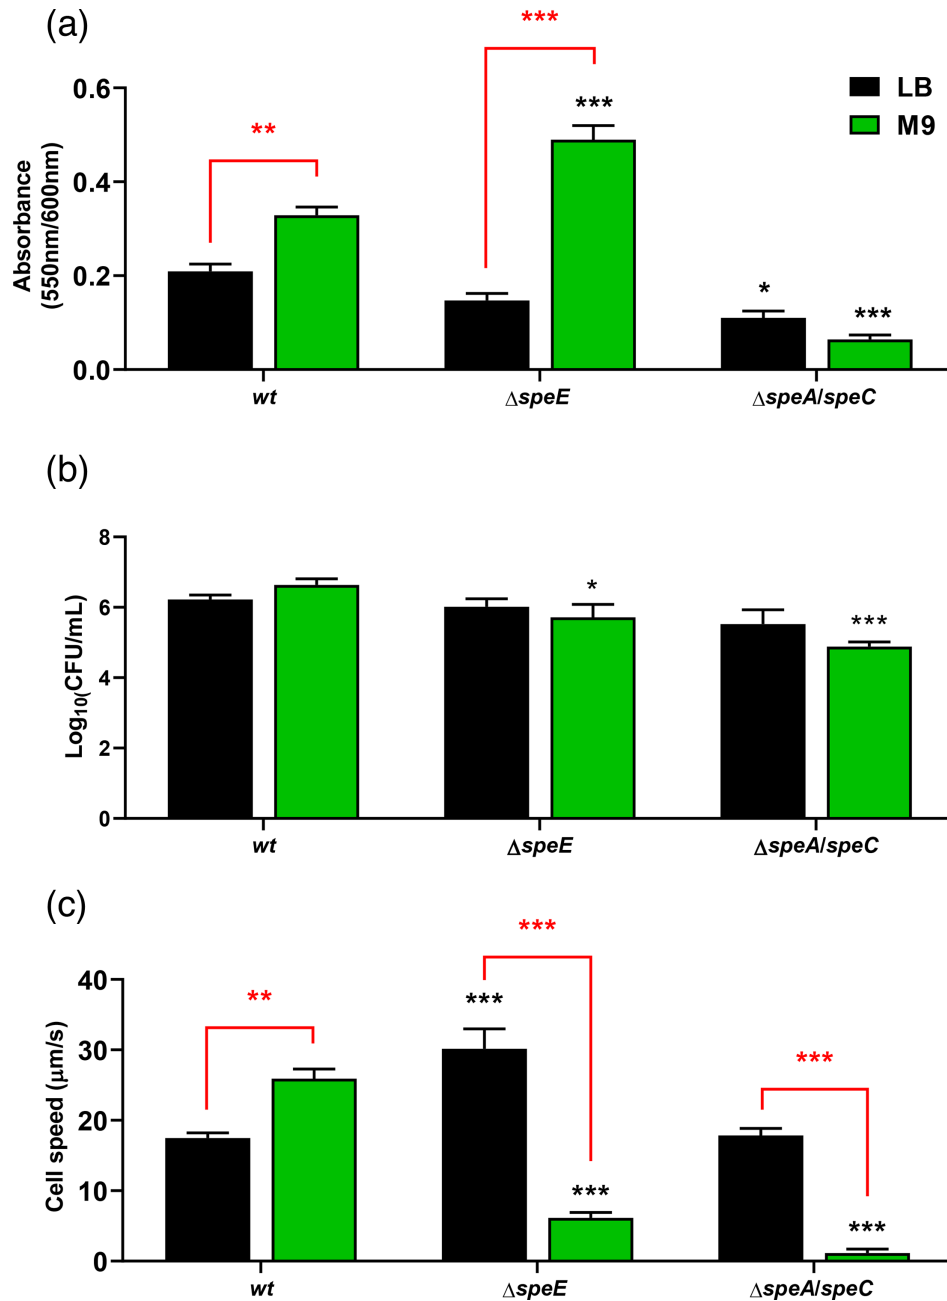 (a)
***
0.6
LB
***
M9
**
0.4
Absorbance
(550nm/600nm)
0.2
*
***
0.0
wt
ΔspeE
ΔspeA/speC
(b)
8
6
*
***
Log10(CFU/mL)
4
2
0
wt
ΔspeE
ΔspeA/speC
(c)
***
40
**
***
30
***
Cell speed (μm/s)
20
10
***
***
0
wt
ΔspeE
ΔspeA/speC